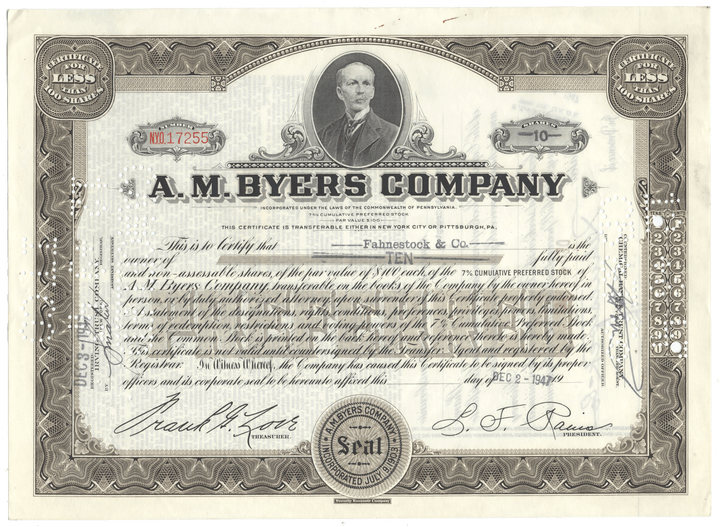 CERTIFICATE
FOR
LESS
THAN
100 SHARES
CERTIFICATE
FOR
LESS
THAN
100 SHARES
NUMBER
NYO.17255
SHARES
-10-
A. M. BYERS COMPANY
INCORPORATED UNDER THE LAWS OF THE COMMONWEALTH OF PENNSYLVANIA.
7% CUMULATIVE PREFERRED STOCK
PAR VALUE $100
THIS CERTIFICATE IS TRANSFERABLE EITHER IN NEW YORK CITY OR PITTSBURGH, PA.
This is to Certify that Fahnestock & Co. is the
owner of TEN fully paid
and non-assessable shares, of the par value of $100 each of the 7% CUMULATIVE PREFERRED STOCK of
A. M. Byers Company, transferable on the books of the Company by the owner hereof in
person, or by duly authorized Attorney, upon surrender of this certificate properly endorsed.
A statement of the designations, rights, conditions, preferences, privileges, powers, limitations,
terms of redemption, restrictions and voting powers of the 7% Cumulative Preferred Stock
and the Common Stock is printed on the back hereof, and reference thereto is hereby made.
This certificate is not valid until countersigned by the Transfer Agent and registered by the
Registrar. In Witness Whereof, the Company has caused this Certificate to be signed by its proper
officers and its corporate seal to be hereunto affixed this day of DEC 2 - 1947 19
TREASURER.
L. F. Rains
PRESIDENT.
A. M. BYERS COMPANY
Seal
INCORPORATED JULY 9, 1903